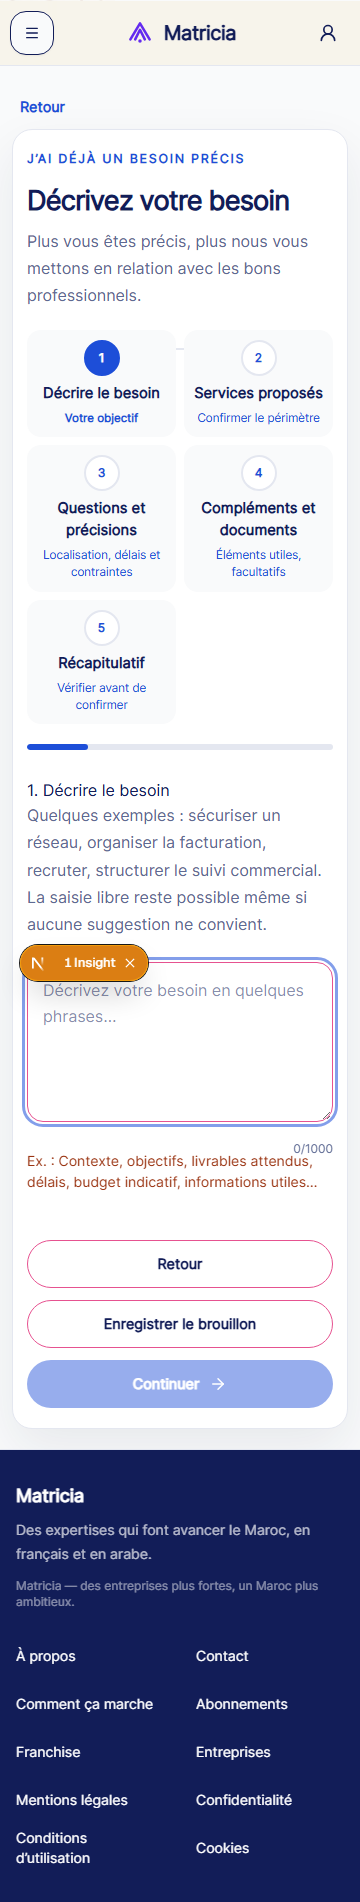 Matricia
Retour
J'AI DÉJÀ UN BESOIN PRÉCIS
Décrivez votre besoin
Plus vous êtes précis, plus nous vous
mettons en relation avec les bons
professionnels.
1
Décrire le besoin
Votre objectif
2
Services proposés
Confirmer le périmètre
3
Questions et
précisions
Localisation, délais et
contraintes
4
Compléments et
documents
Éléments utiles,
facultatifs
5
Récapitulatif
Vérifier avant de
confirmer
1. Décrire le besoin
Quelques exemples : sécuriser un
réseau, organiser la facturation,
recruter, structurer le suivi commercial.
La saisie libre reste possible même si
aucune suggestion ne convient.
N 1 Insight ×
Décrivez votre besoin en quelques
phrases...
0/1000
Ex. : Contexte, objectifs, livrables attendus,
délais, budget indicatif, informations utiles...
Retour
Enregistrer le brouillon
Continuer →
Matricia
Des expertises qui font avancer le Maroc, en
français et en arabe.
Matricia — des entreprises plus fortes, un Maroc plus
ambitieux.
À propos
Contact
Comment ça marche
Abonnements
Franchise
Entreprises
Mentions légales
Confidentialité
Conditions
d'utilisation
Cookies